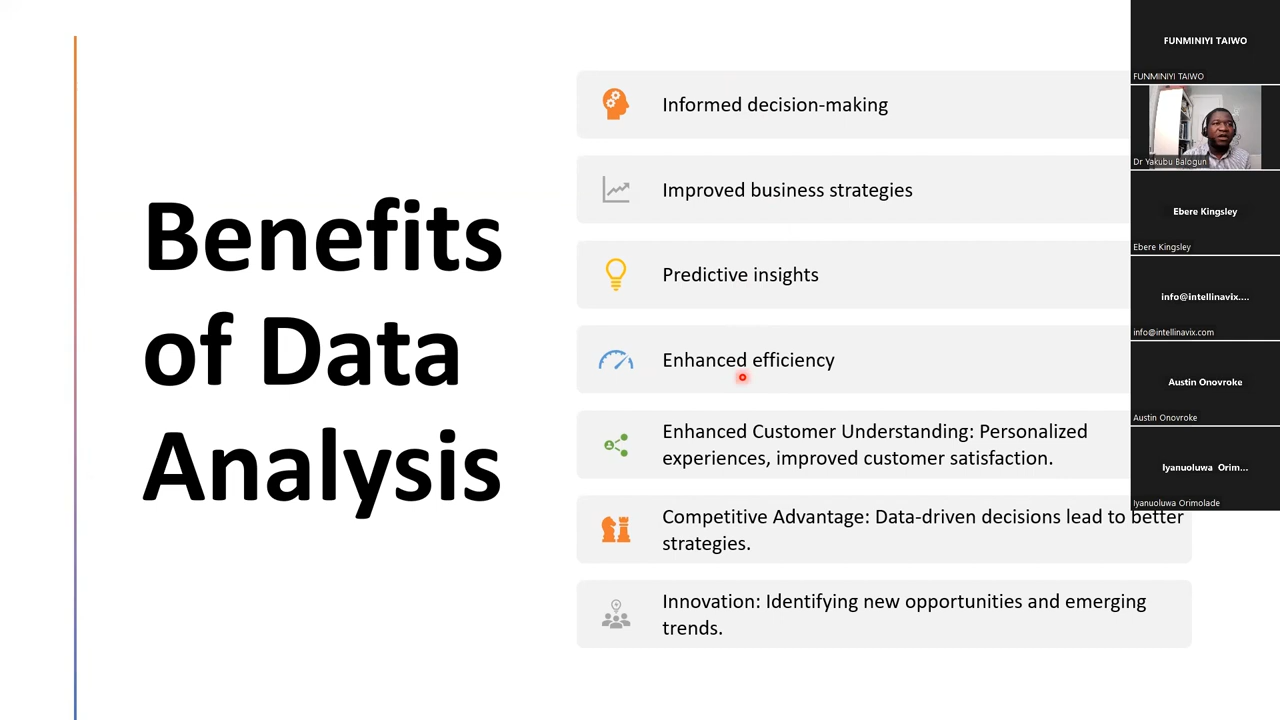 Benefits
of Data
Analysis
Informed decision-making
Improved business strategies
Predictive insights
Enhanced efficiency
Enhanced Customer Understanding: Personalized
experiences, improved customer satisfaction.
Competitive Advantage: Data-driven decisions lead to better
strategies.
Innovation: Identifying new opportunities and emerging
trends.
FUNMINIYI TAIWO
FUNMINIYI TAIWO
Dr Yakubu Balogun
Ebere Kingsley
Ebere Kingsley
info@intellinavix....
info@intellinavix.com
Austin Onovroke
Austin Onovroke
Iyanuoluwa Orim...
Iyanuoluwa Orimolade